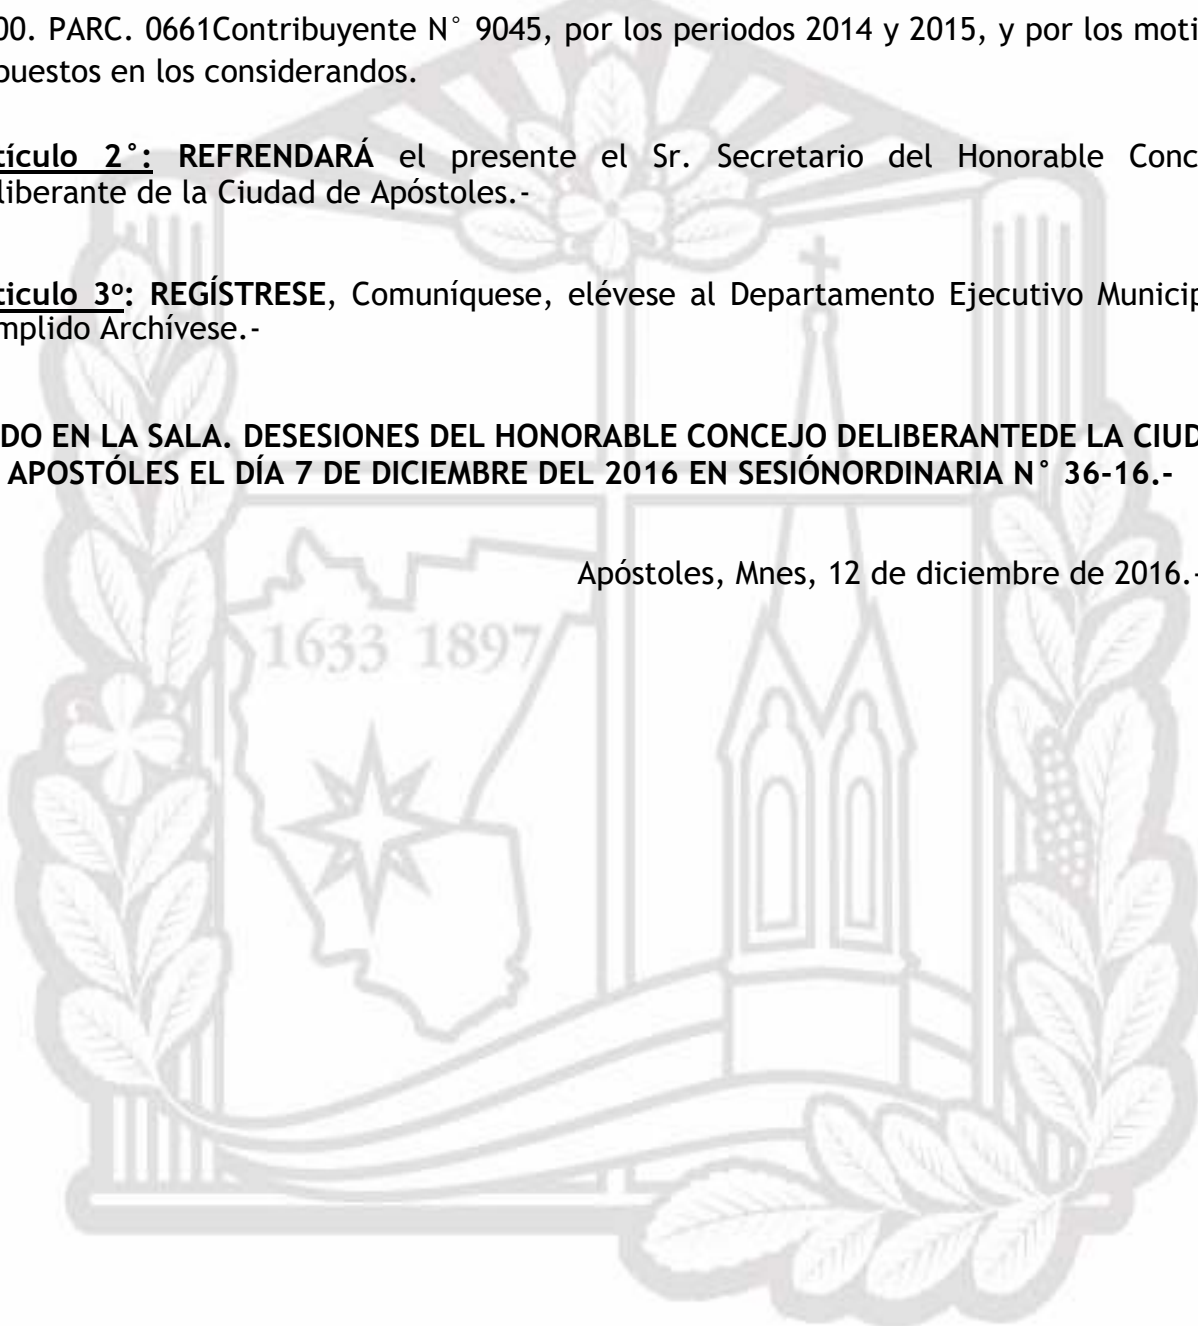 00. PARC. 0661Contribuyente N° 9045, por los periodos 2014 y 2015, y por los moti
puestos en los considerandos.
tículo 2°: REFRENDARÁ el presente el Sr. Secretario del Honorable Conc
liberante de la Ciudad de Apóstoles.-
ticulo 3º: REGÍSTRESE, Comuníquese, elévese al Departamento Ejecutivo Municip
mplido Archívese.-
DO EN LA SALA. DESESIONES DEL HONORABLE CONCEJO DELIBERANTEDE LA CIUD
APOSTÓLES EL DÍA 7 DE DICIEMBRE DEL 2016 EN SESIÓNORDINARIA N° 36-16.-
Apóstoles, Mnes, 12 de diciembre de 2016.-
1633 1897